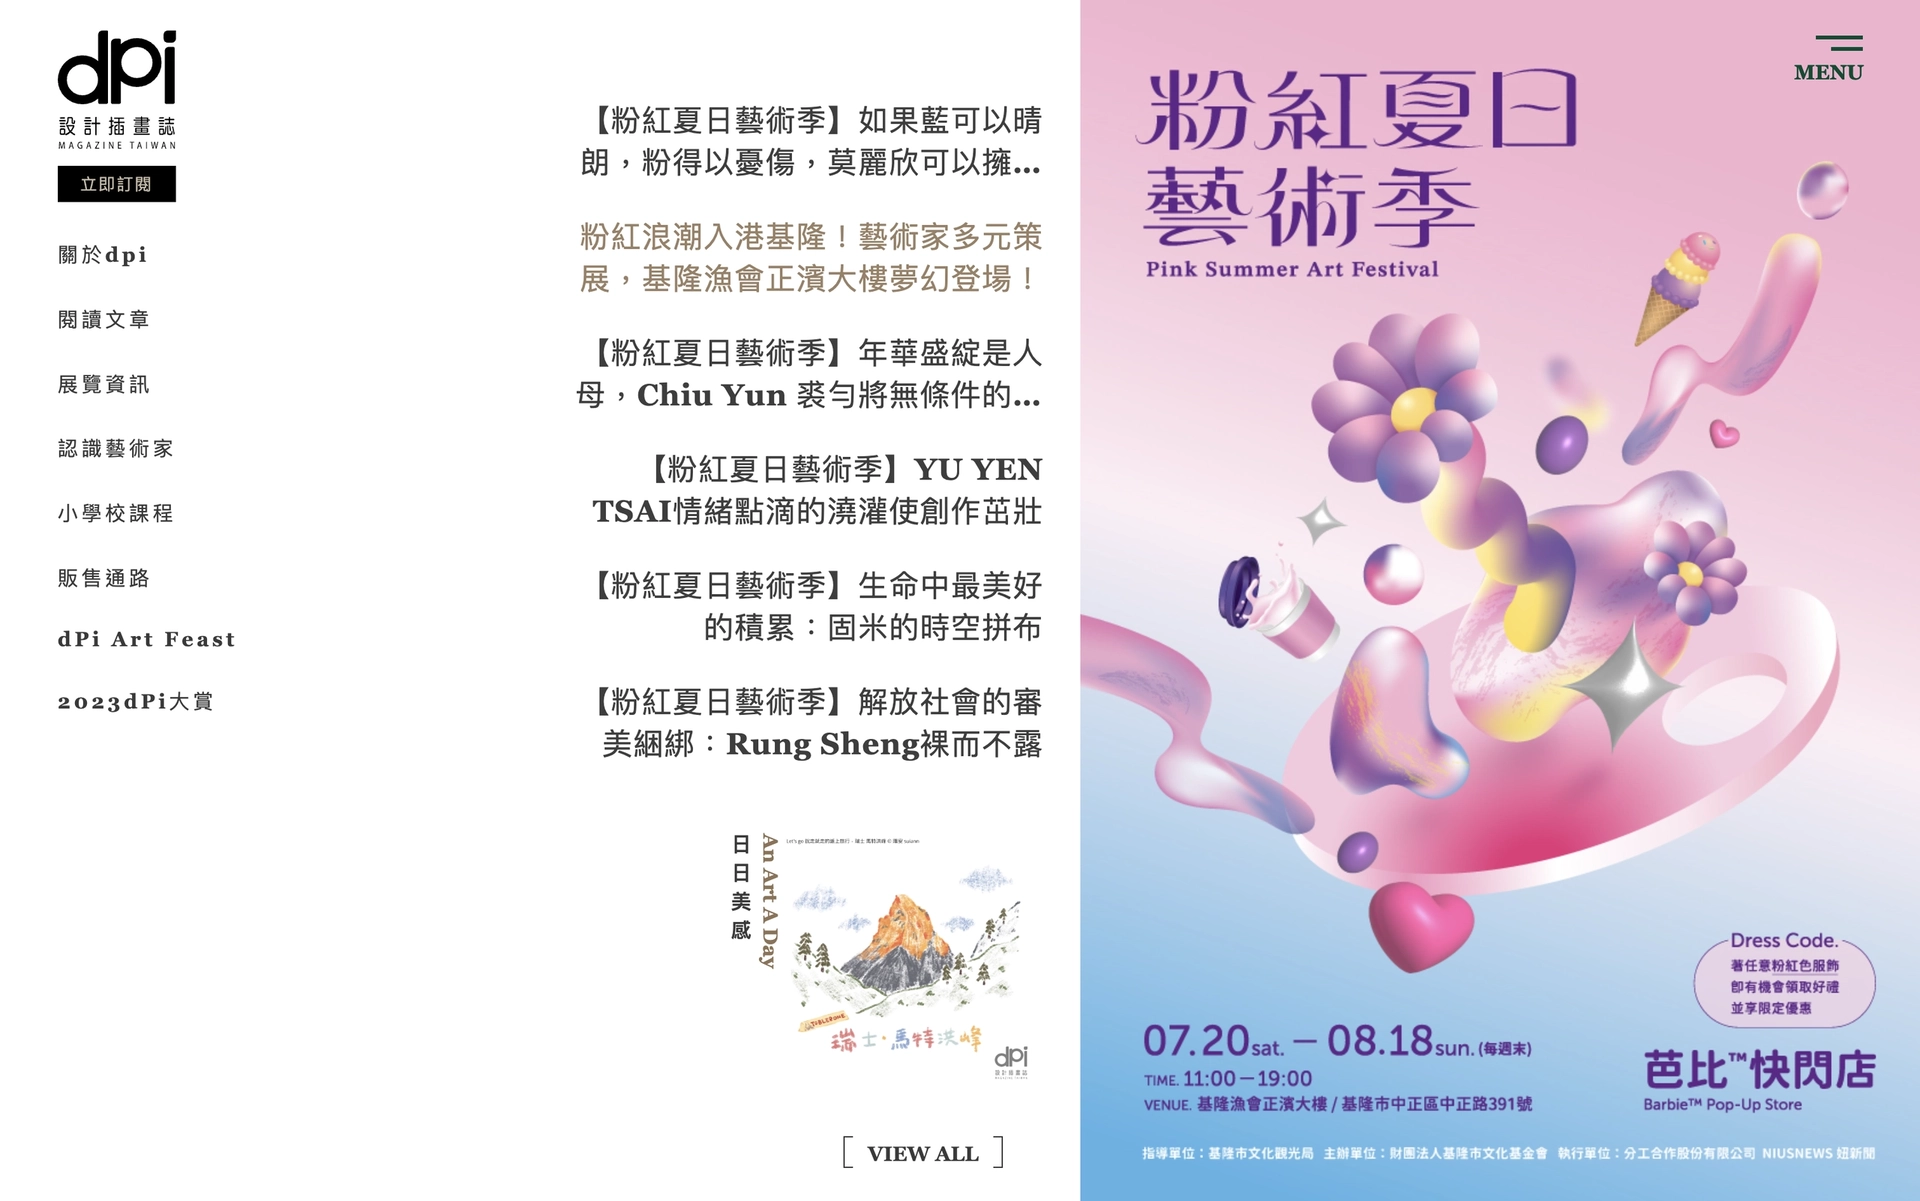 dpi
設計插畫誌
MAGAZINE TAIWAN
立即訂閱
關於dpi
閱讀文章
展覽資訊
認識藝術家
小學校課程
販售通路
dPi Art Feast
2023dPi大賞
【粉紅夏日藝術季】如果藍可以晴
朗，粉得以憂傷，莫麗欣可以擁...
粉紅浪潮入港基隆！藝術家多元策
展，基隆漁會正濱大樓夢幻登場！
【粉紅夏日藝術季】年華盛綻是人
母，Chiu Yun 裘勻將無條件的...
【粉紅夏日藝術季】YU YEN
TSAI情緒點滴的澆灌使創作茁壯
【粉紅夏日藝術季】生命中最美好
的積累：固米的時空拼布
【粉紅夏日藝術季】解放社會的審
美綑綁：Rung Sheng裸而不露
日日美感
An Art A Day
TOBLERONE
瑞士·馬特洪峰
dpi
設計插畫誌
VIEW ALL
MENU
粉紅夏日
藝術季
Pink Summer Art Festival
Dress Code.
著任意粉紅色服飾
即有機會領取好禮
並享限定優惠
07.20sat.－08.18sun.(每週末)
TIME. 11:00－19:00
VENUE. 基隆漁會正濱大樓 / 基隆市中正區中正路391號
芭比™快閃店
Barbie™ Pop-Up Store
指導單位：基隆市文化觀光局 主辦單位：財團法人基隆市文化基金會 執行單位：分工合作股份有限公司 NIUSNEWS 妞新聞